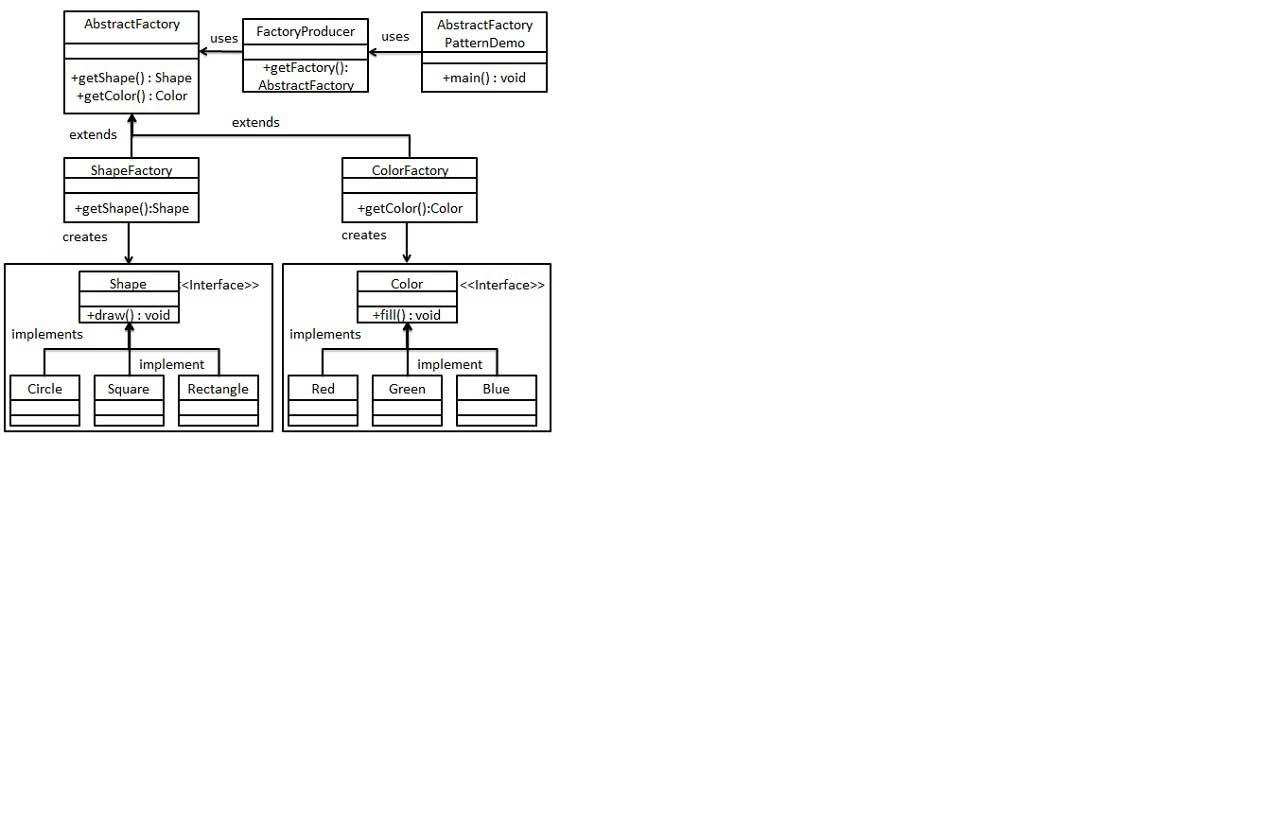 AbstractFactory
+getShape() : Shape
+getColor() : Color
uses
FactoryProducer
+getFactory():
AbstractFactory
uses
AbstractFactory
PatternDemo
+main() : void
extends
extends
ShapeFactory
+getShape():Shape
ColorFactory
+getColor():Color
creates
creates
Shape
<<Interface>>
+draw() : void
implements
implement
Circle
Square
Rectangle
Color
<<Interface>>
+fill() : void
implements
implement
Red
Green
Blue